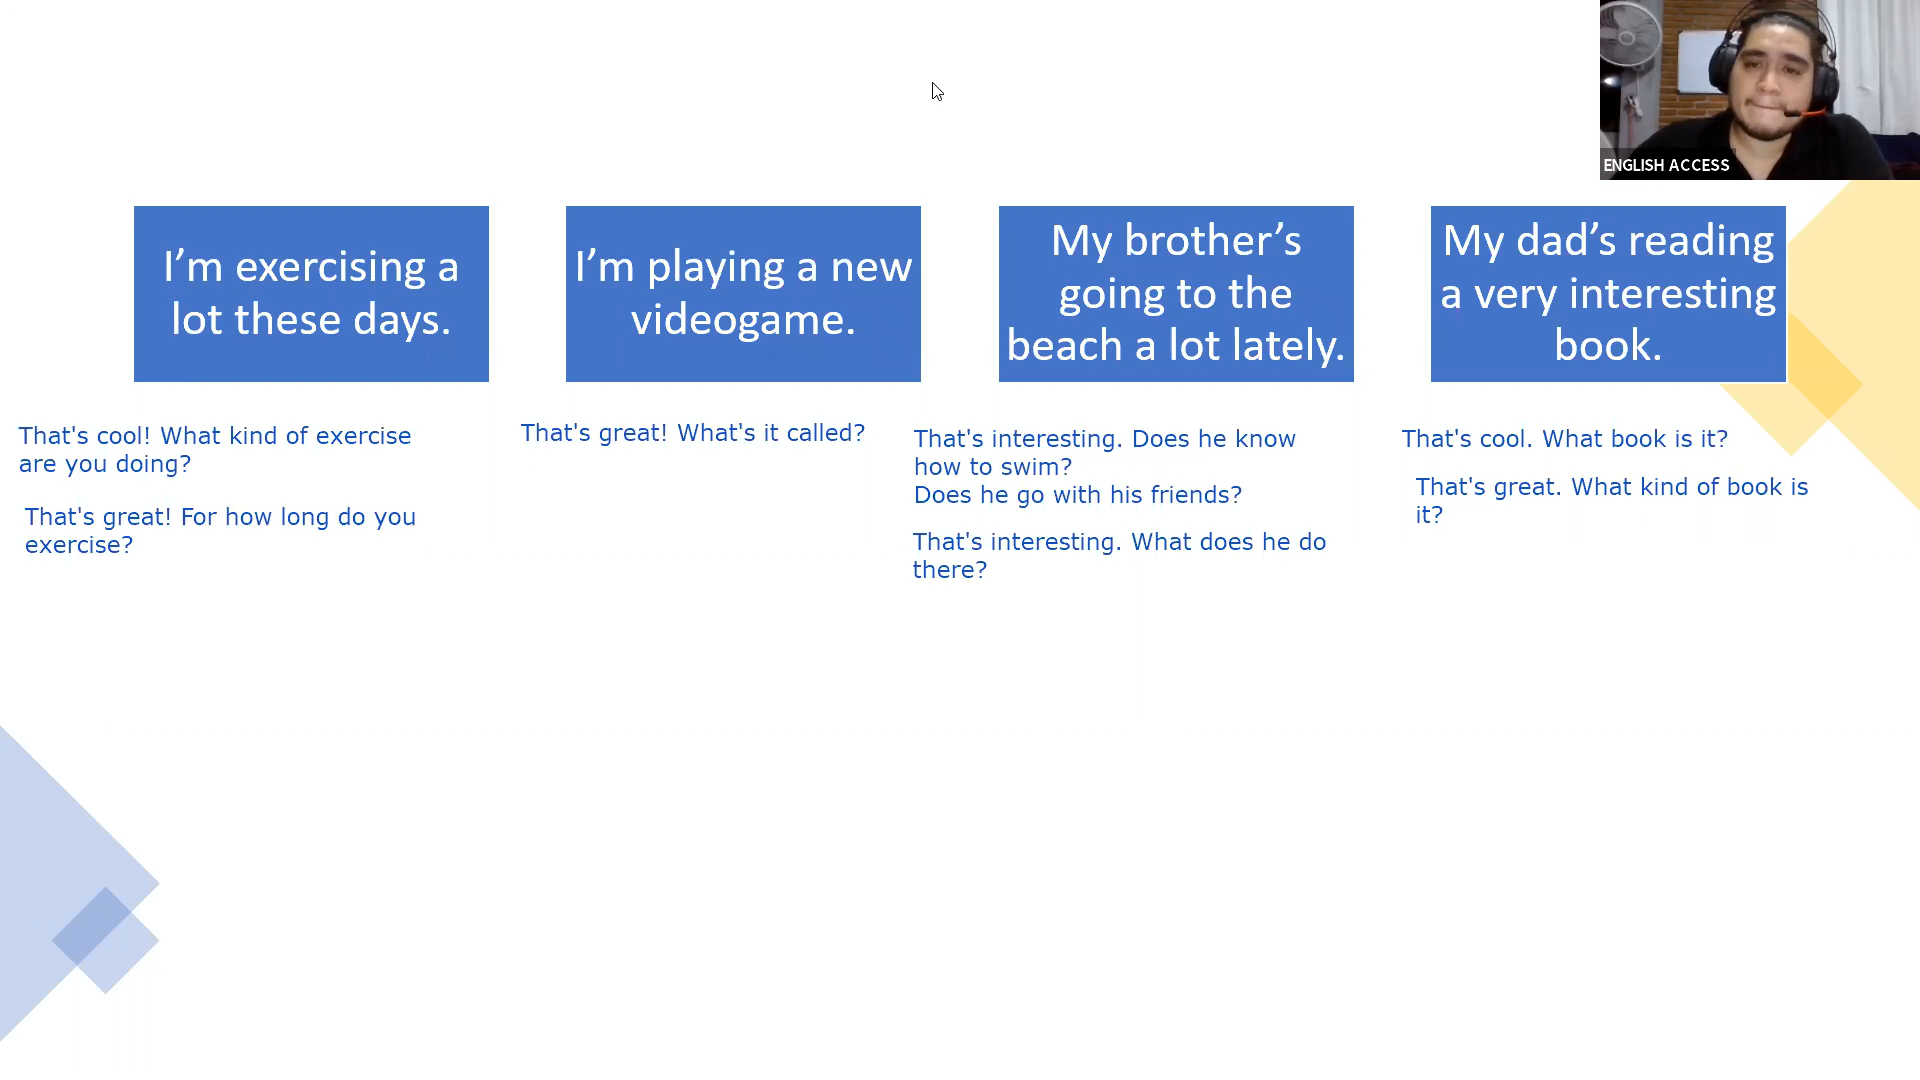 ENGLISH ACCESS
I’m exercising a
lot these days.
I’m playing a new
videogame.
My brother’s
going to the
beach a lot lately.
My dad’s reading
a very interesting
book.
That's cool! What kind of exercise
are you doing?
That's great! For how long do you
exercise?
That's great! What's it called?
That's interesting. Does he know
how to swim?
Does he go with his friends?
That's interesting. What does he do
there?
That's cool. What book is it?
That's great. What kind of book is
it?